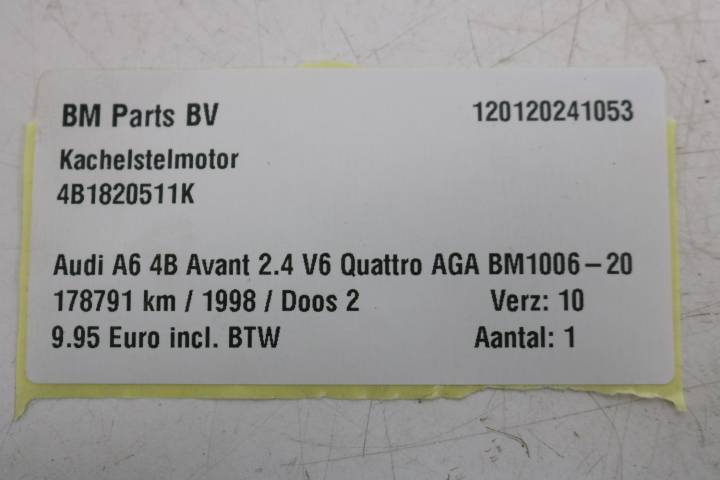 BM Parts BV 120120241053
Kachelstelmotor
4B1820511K
Audi A6 4B Avant 2.4 V6 Quattro AGA BM1006-20
178791 km / 1998 / Doos 2 Verz: 10
9.95 Euro incl. BTW Aantal: 1